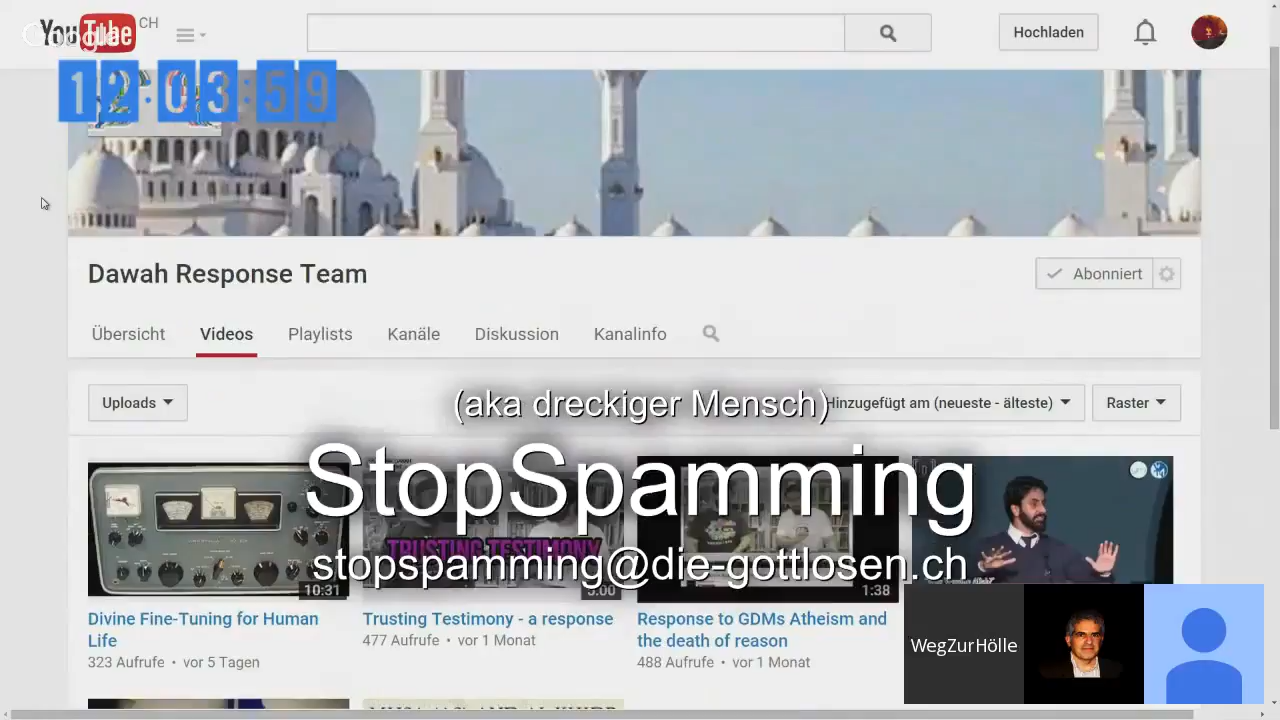 YouTube CH
Google
Hochladen
12:03:59
Dawah Response Team
Abonniert
Übersicht Videos Playlists Kanäle Diskussion Kanalinfo
Uploads
(aka dreckiger Mensch)
Hinzugefügt am (neueste - älteste)
Raster
StopSpamming
TRUSTING TESTIMONY
stopspamming@die-gottlosen.ch
10:31
5:00
1:38
Divine Fine-Tuning for Human
Life
323 Aufrufe • vor 5 Tagen
Trusting Testimony - a response
477 Aufrufe • vor 1 Monat
Response to GDMs Atheism and
the death of reason
488 Aufrufe • vor 1 Monat
WegZurHölle